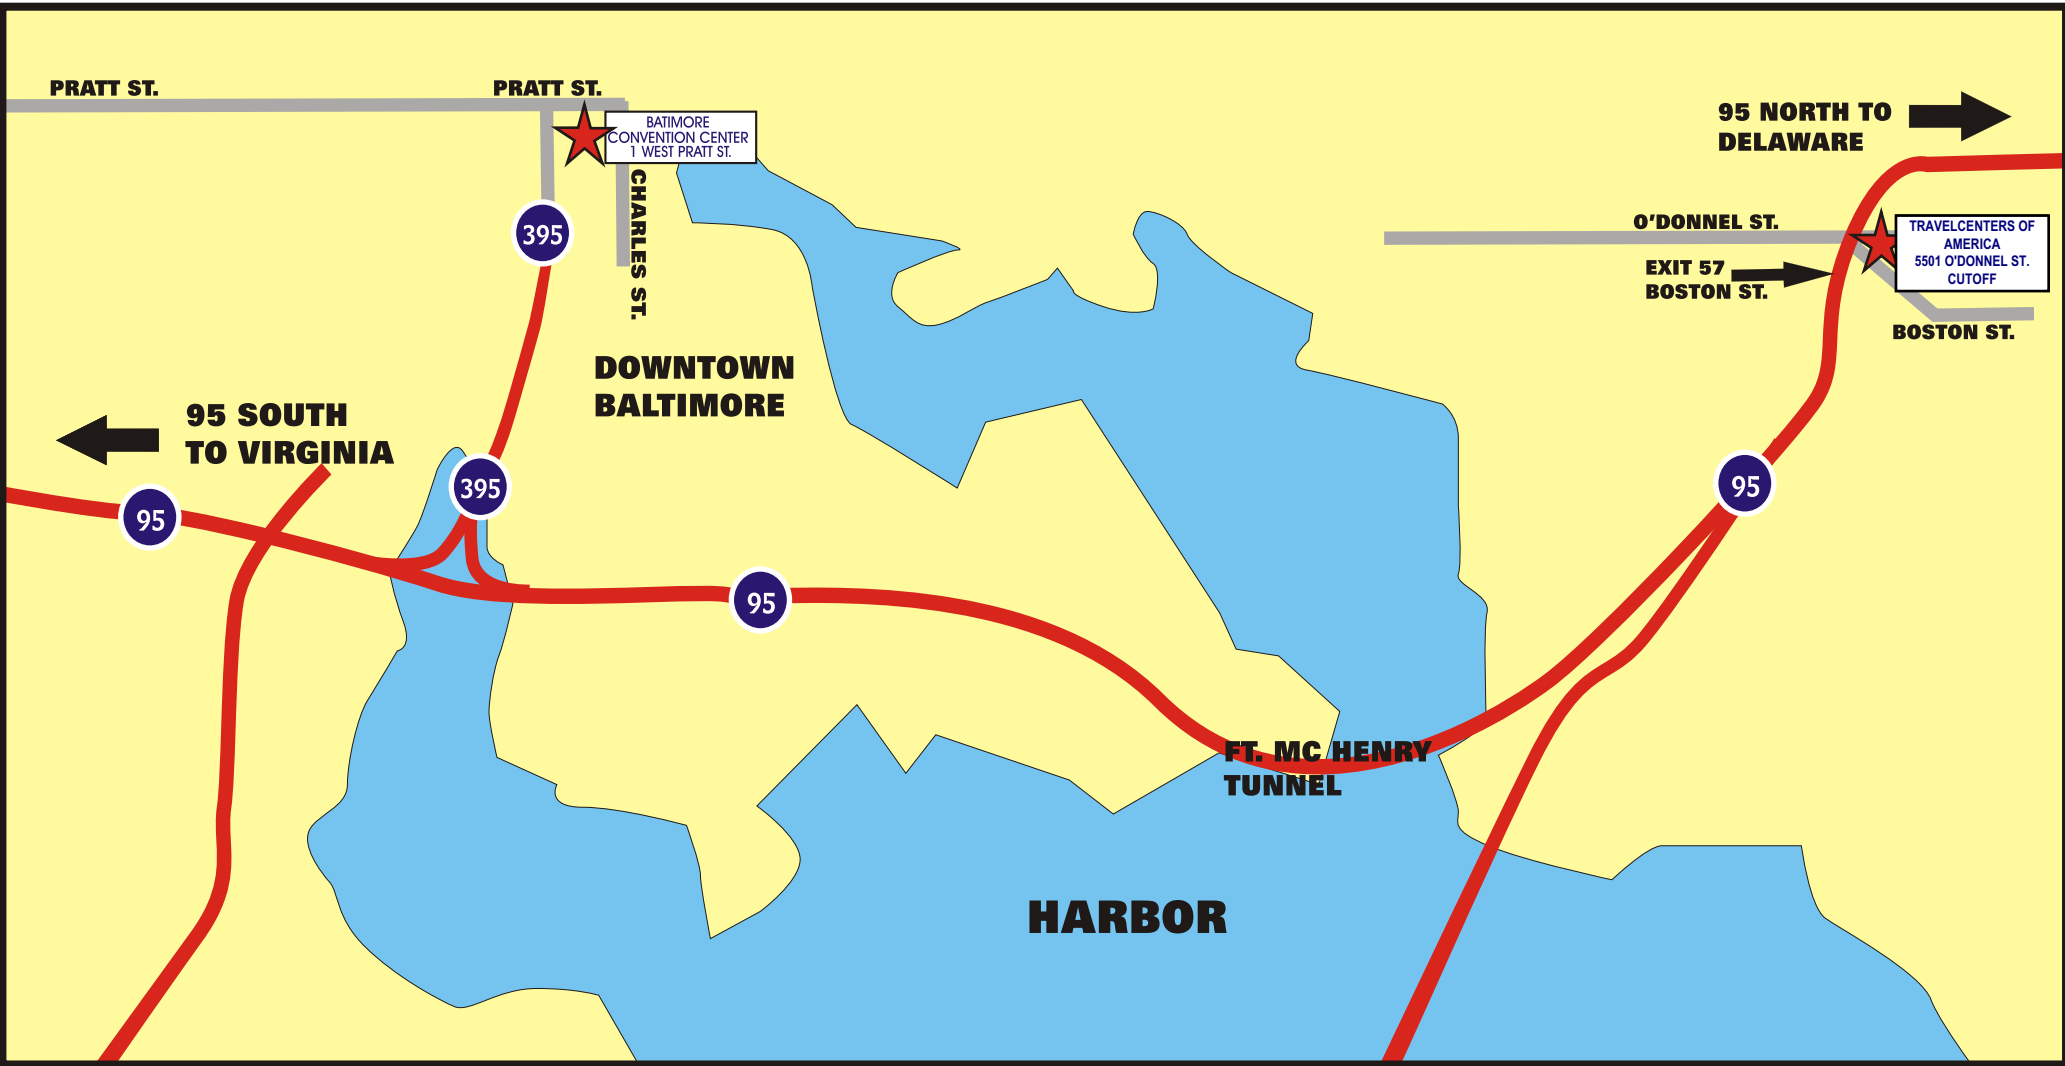 PRATT ST.
PRATT ST.
BATIMORE
CONVENTION CENTER
1 WEST PRATT ST.
CHARLES ST.
395
95 NORTH TO
DELAWARE
O'DONNEL ST.
TRAVELCENTERS OF
AMERICA
5501 O'DONNEL ST.
CUTOFF
EXIT 57
BOSTON ST.
BOSTON ST.
DOWNTOWN
BALTIMORE
95 SOUTH
TO VIRGINIA
395
95
95
95
FT. MC HENRY
TUNNEL
HARBOR